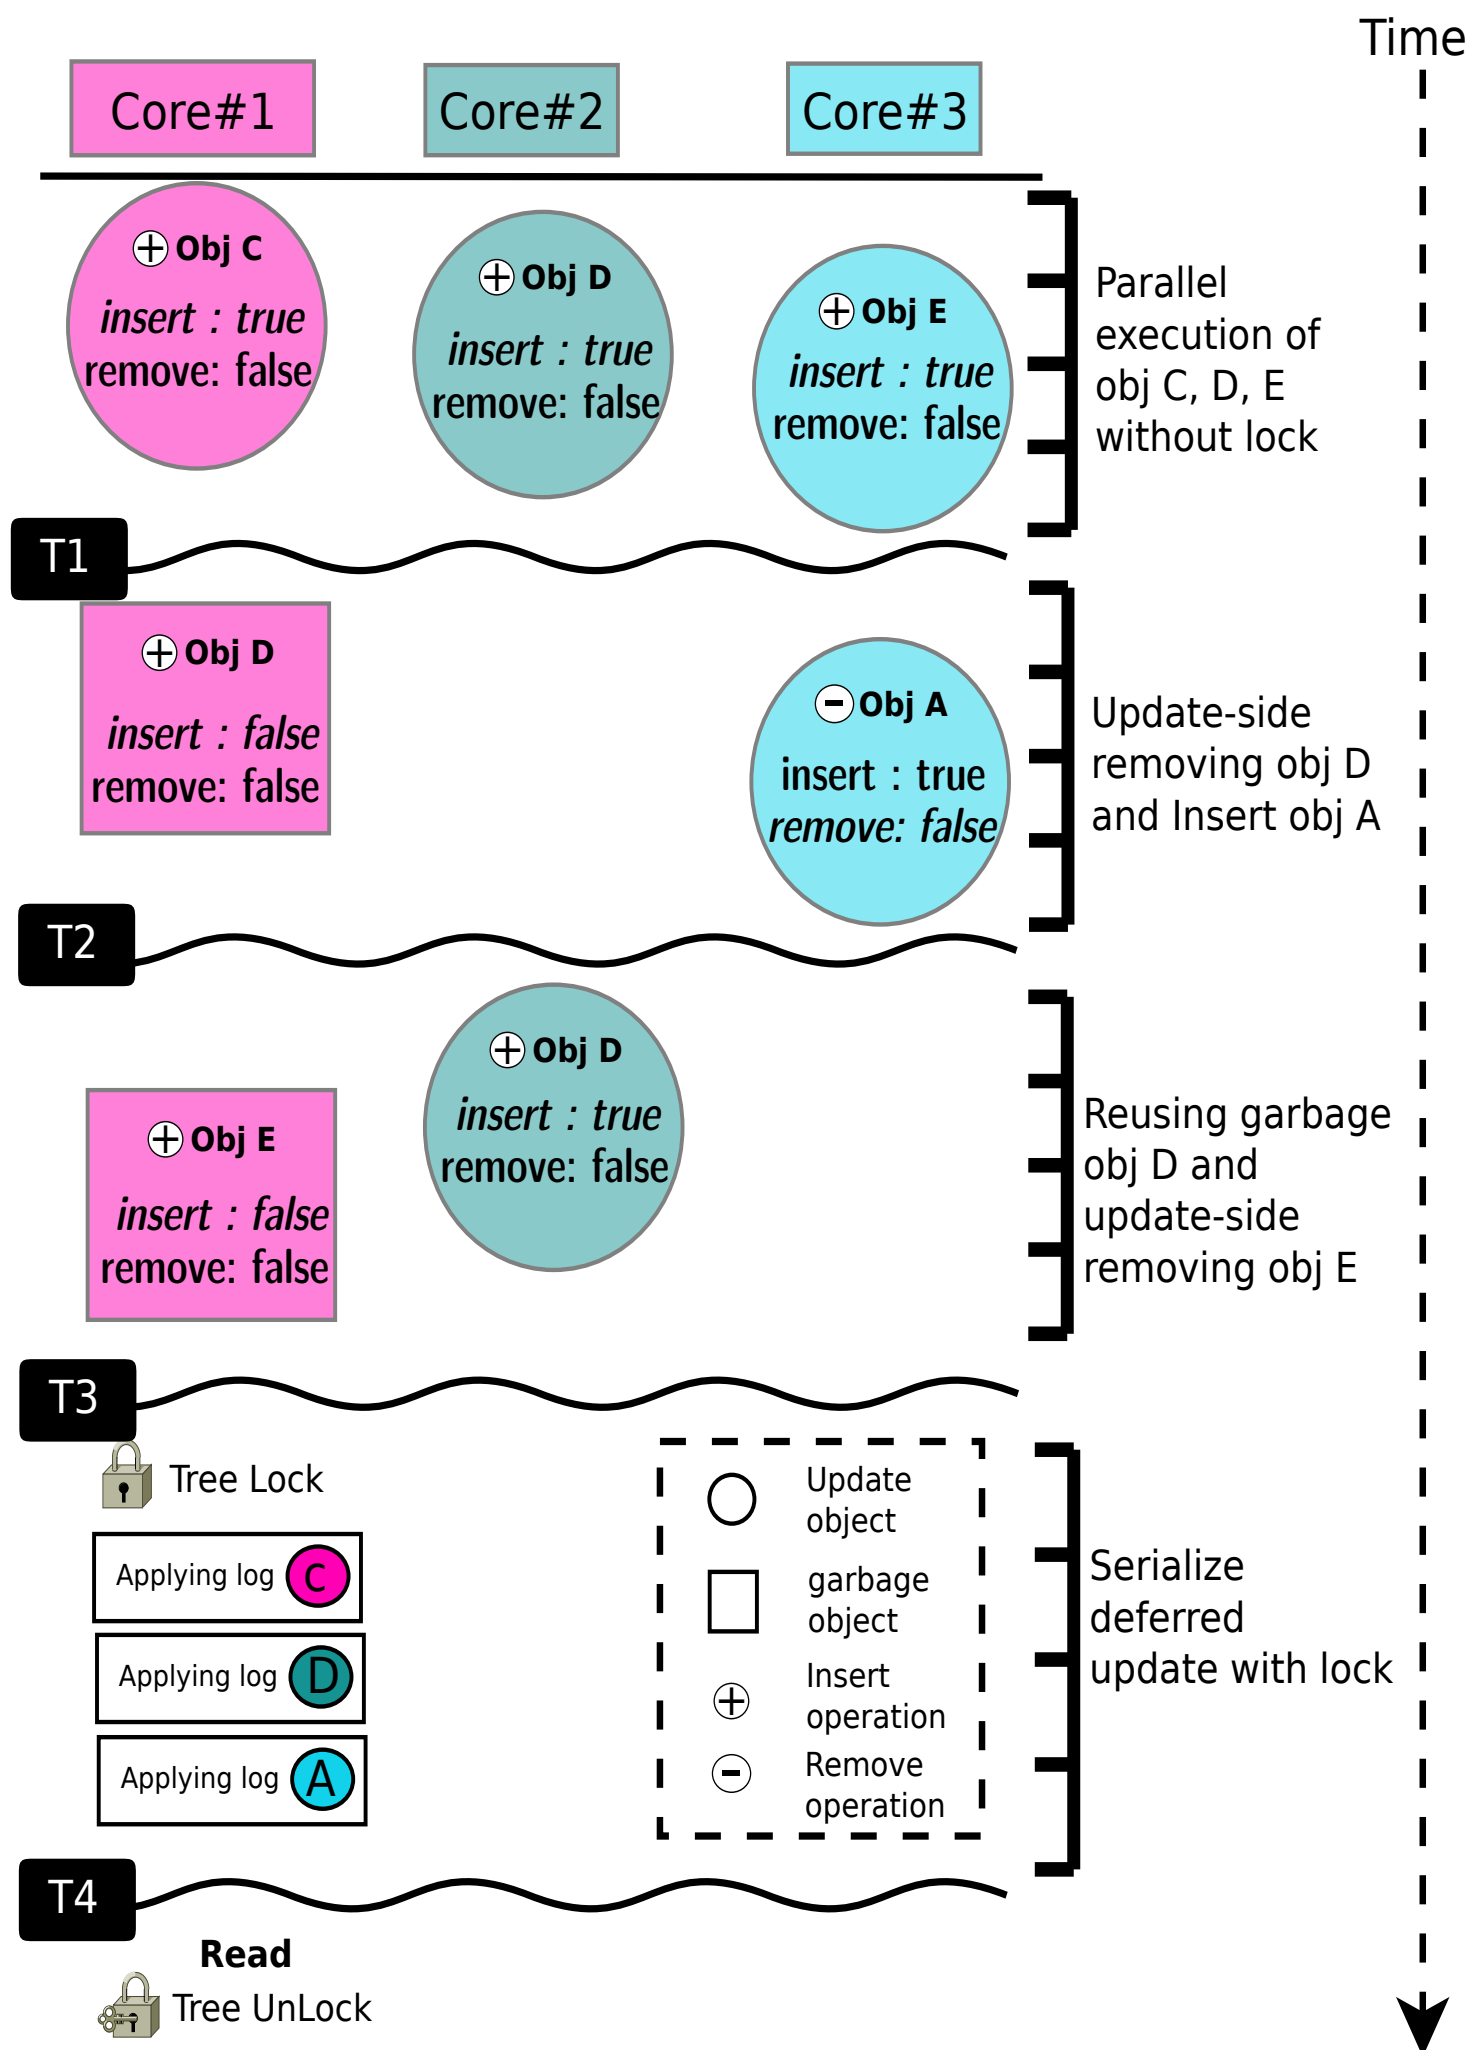 Time
Core#1
Core#2
Core#3
Obj C
insert : true
remove: false
Obj D
insert : true
remove: false
Obj E
insert : true
remove: false
Parallel
execution of
obj C, D, E
without lock
T1
Obj D
insert : false
remove: false
Obj A
insert : true
remove: false
Update-side
removing obj D
and Insert obj A
T2
Obj E
insert : false
remove: false
Obj D
insert : true
remove: false
Reusing garbage
obj D and
update-side
removing obj E
T3
Tree Lock
Applying log C
Applying log D
Applying log A
Update
object
garbage
object
Insert
operation
Remove
operation
Serialize
deferred
update with lock
T4
Read
Tree UnLock